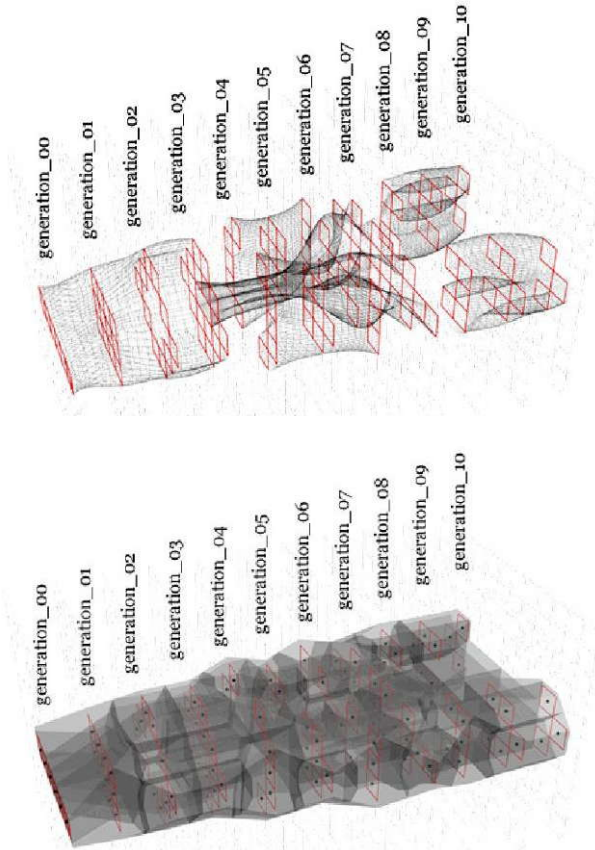 generation_00
generation_01
generation_02
generation_03
generation_04
generation_05
generation_06
generation_07
generation_08
generation_09
generation_10
generation_00
generation_01
generation_02
generation_03
generation_04
generation_05
generation_06
generation_07
generation_08
generation_09
generation_10